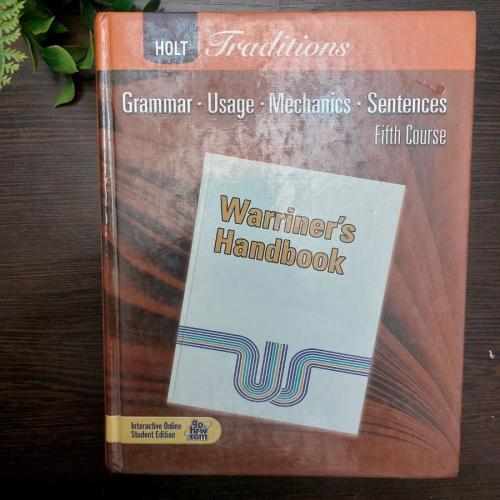 HOLT Traditions
Grammar · Usage · Mechanics · Sentences
Fifth Course
Warriner's
Handbook
Interactive Online
Student Edition
go.
hrw
.com